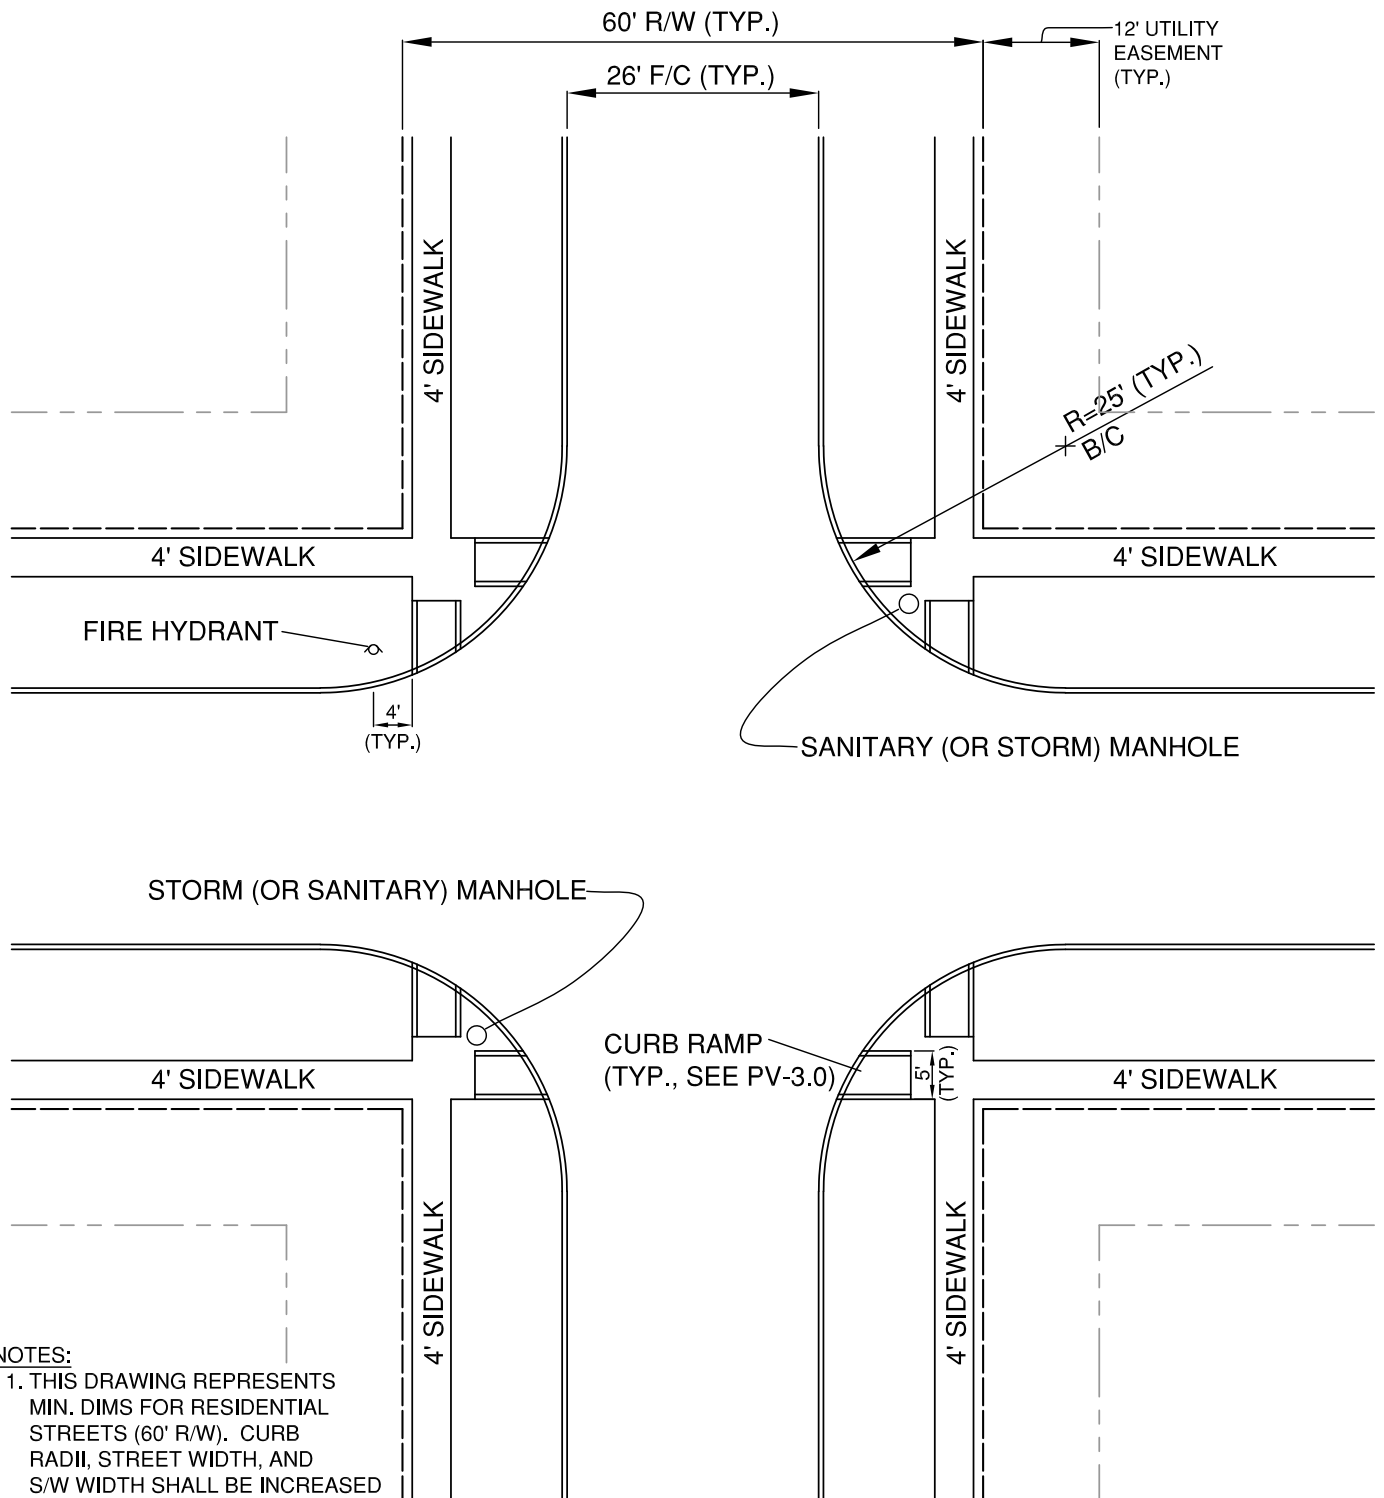 60' R/W (TYP.)
12' UTILITY
EASEMENT
(TYP.)
26' F/C (TYP.)
4' SIDEWALK
4' SIDEWALK
R=25' (TYP.)
B/C
4' SIDEWALK
4' SIDEWALK
FIRE HYDRANT
4'
(TYP.)
SANITARY (OR STORM) MANHOLE
STORM (OR SANITARY) MANHOLE
CURB RAMP
(TYP., SEE PV-3.0)
5'
(TYP.)
4' SIDEWALK
4' SIDEWALK
4' SIDEWALK
4' SIDEWALK
NOTES:
1. THIS DRAWING REPRESENTS
MIN. DIMS FOR RESIDENTIAL
STREETS (60' R/W). CURB
RADII, STREET WIDTH, AND
S/W WIDTH SHALL BE INCREASED